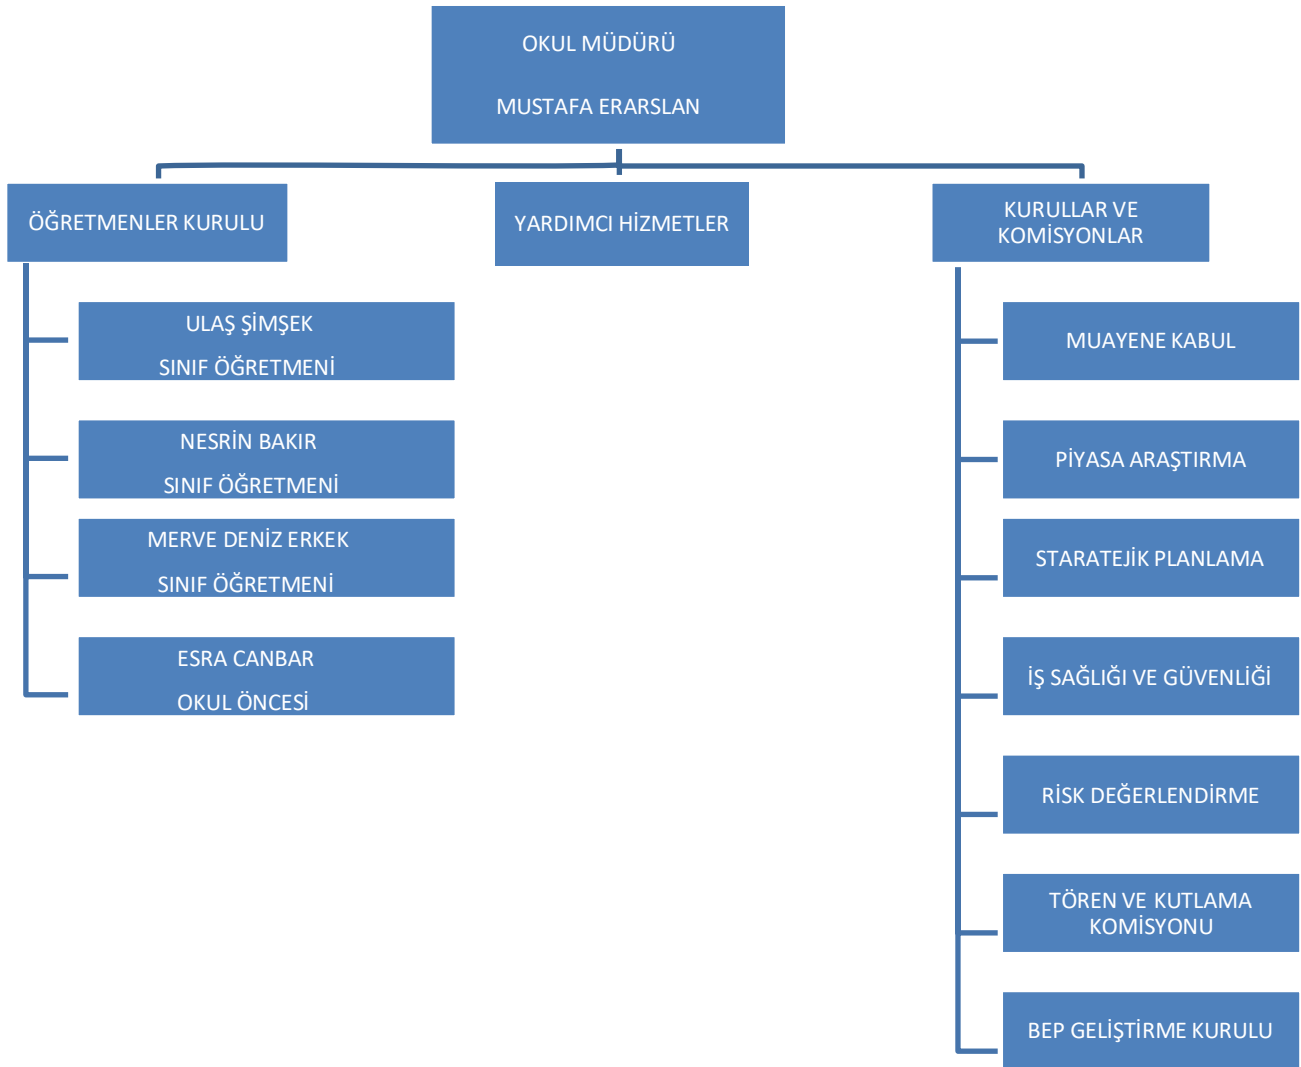 OKUL MÜDÜRÜ
MUSTAFA ERARSLAN
ÖĞRETMENLER KURULU
YARDIMCI HİZMETLER
KURULLAR VE
KOMİSYONLAR
ULAŞ ŞİMŞEK
SINIF ÖĞRETMENİ
NESRİN BAKIR
SINIF ÖĞRETMENİ
MERVE DENİZ ERKEK
SINIF ÖĞRETMENİ
ESRA CANBAR
OKUL ÖNCESİ
MUAYENE KABUL
PİYASA ARAŞTIRMA
STARATEJİK PLANLAMA
İŞ SAĞLIĞI VE GÜVENLİĞİ
RİSK DEĞERLENDİRME
TÖREN VE KUTLAMA
KOMİSYONU
BEP GELİŞTİRME KURULU